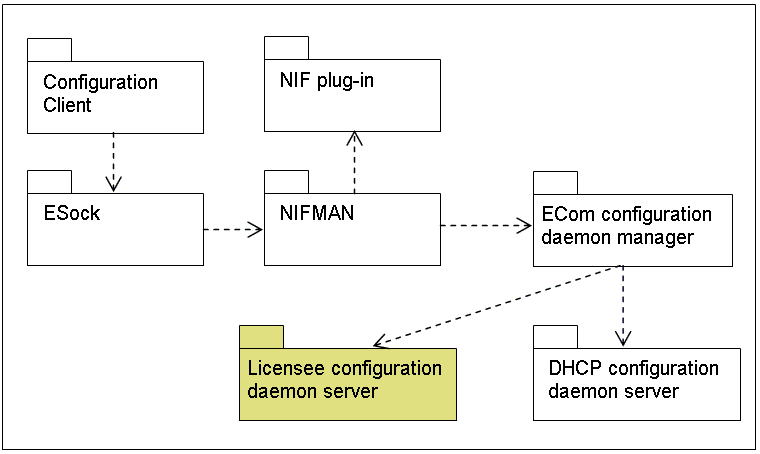 Configuration
Client
NIF plug-in
ESock
NIFMAN
ECom configuration
daemon manager
Licensee configuration
daemon server
DHCP configuration
daemon server